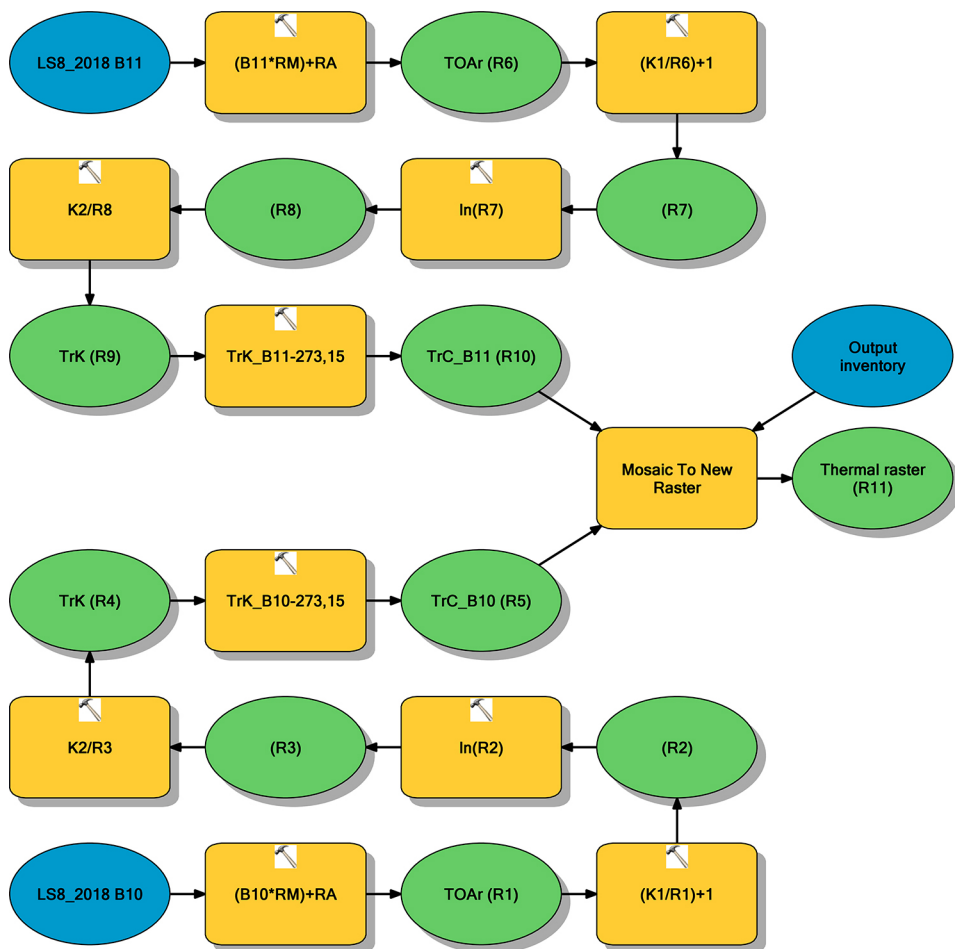 LS8_2018 B11
(B11*RM)+RA
TOAr (R6)
(K1/R6)+1
K2/R8
(R8)
ln(R7)
(R7)
TrK (R9)
TrK_B11-273,15
TrC_B11 (R10)
Output
inventory
Mosaic To New
Raster
Thermal raster
(R11)
TrK (R4)
TrK_B10-273,15
TrC_B10 (R5)
K2/R3
(R3)
ln(R2)
(R2)
LS8_2018 B10
(B10*RM)+RA
TOAr (R1)
(K1/R1)+1